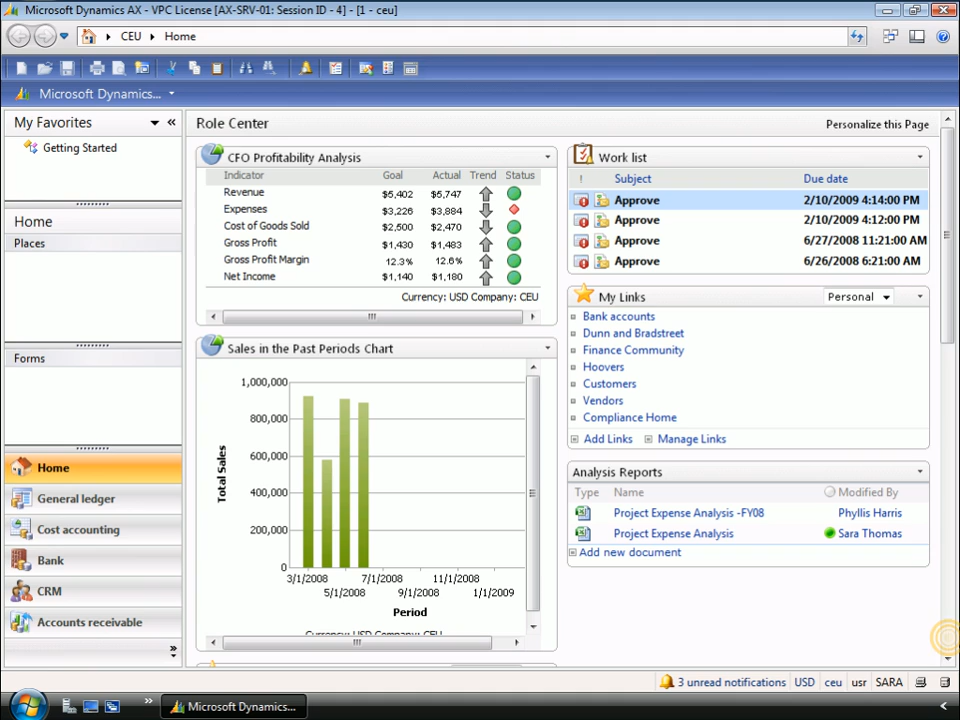 Microsoft Dynamics AX - VPC License [AX-SRV-01: Session ID - 4] - [1 - ceu]
CEU Home
Microsoft Dynamics...
My Favorites
Getting Started
Home
Places
Forms
Home
General ledger
Cost accounting
Bank
CRM
Accounts receivable
Role Center
Personalize this Page
CFO Profitability Analysis
Indicator Goal Actual Trend Status
Revenue $5,402 $5,747
Expenses $3,226 $3,884
Cost of Goods Sold $2,500 $2,470
Gross Profit $1,430 $1,483
Gross Profit Margin 12.3% 12.6%
Net Income $1,140 $1,180
Currency: USD Company: CEU
Sales in the Past Periods Chart
1,000,000
800,000
600,000
400,000
200,000
0
Total Sales
3/1/2008 7/1/2008 11/1/2008
5/1/2008 9/1/2008 1/1/2009
Period
Currency: USD Company: CEU
Work list
! Subject Due date
Approve 2/10/2009 4:14:00 PM
Approve 2/10/2009 4:12:00 PM
Approve 6/27/2008 11:21:00 AM
Approve 6/26/2008 6:21:00 AM
My Links Personal
Bank accounts
Dunn and Bradstreet
Finance Community
Hoovers
Customers
Vendors
Compliance Home
Add Links Manage Links
Analysis Reports
Type Name Modified By
Project Expense Analysis -FY08 Phyllis Harris
Project Expense Analysis Sara Thomas
Add new document
3 unread notifications USD ceu usr SARA
Microsoft Dynamics...